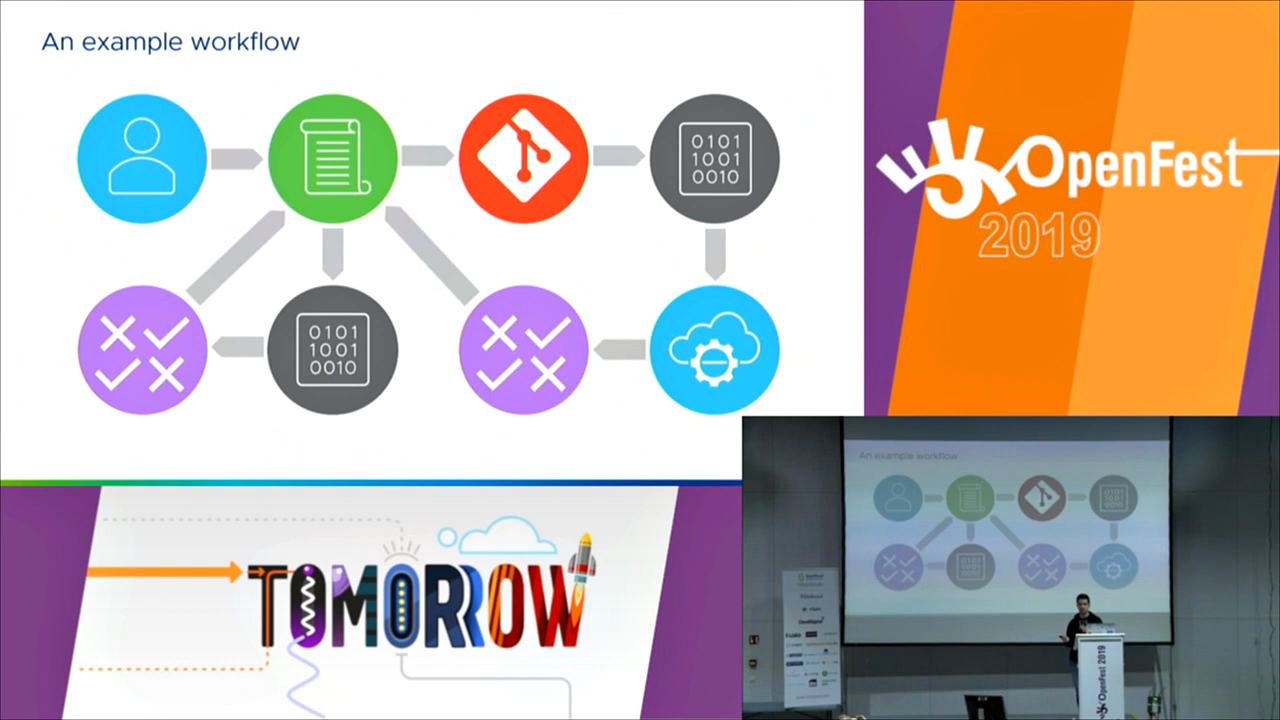 An example workflow
0101
1001
0010
0101
1001
0010
OpenFest
2019
TOMORROW
An example workflow
OpenFest 2019